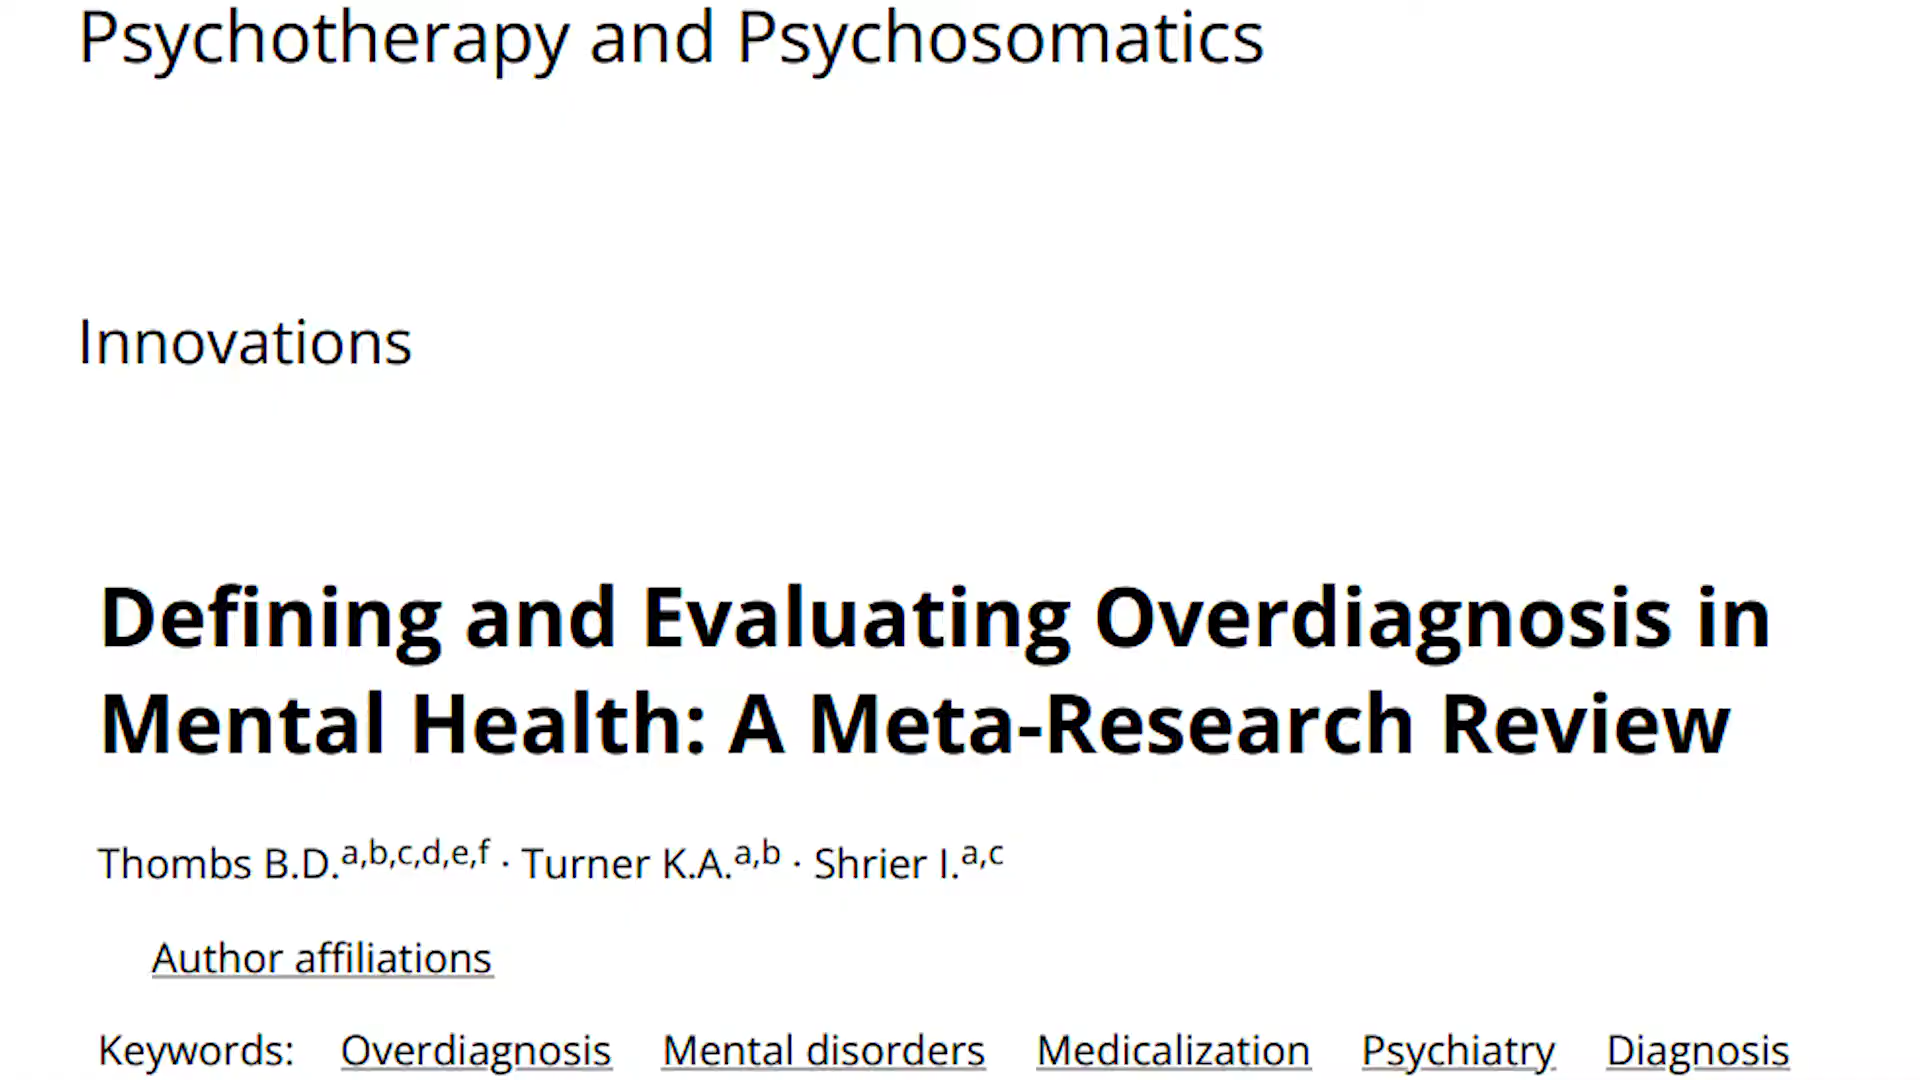 Psychotherapy and Psychosomatics
Innovations
Defining and Evaluating Overdiagnosis in
Mental Health: A Meta-Research Review
Thombs B.D.a,b,c,d,e,f · Turner K.A.a,b · Shrier I.a,c
Author affiliations
Keywords: Overdiagnosis Mental disorders Medicalization Psychiatry Diagnosis